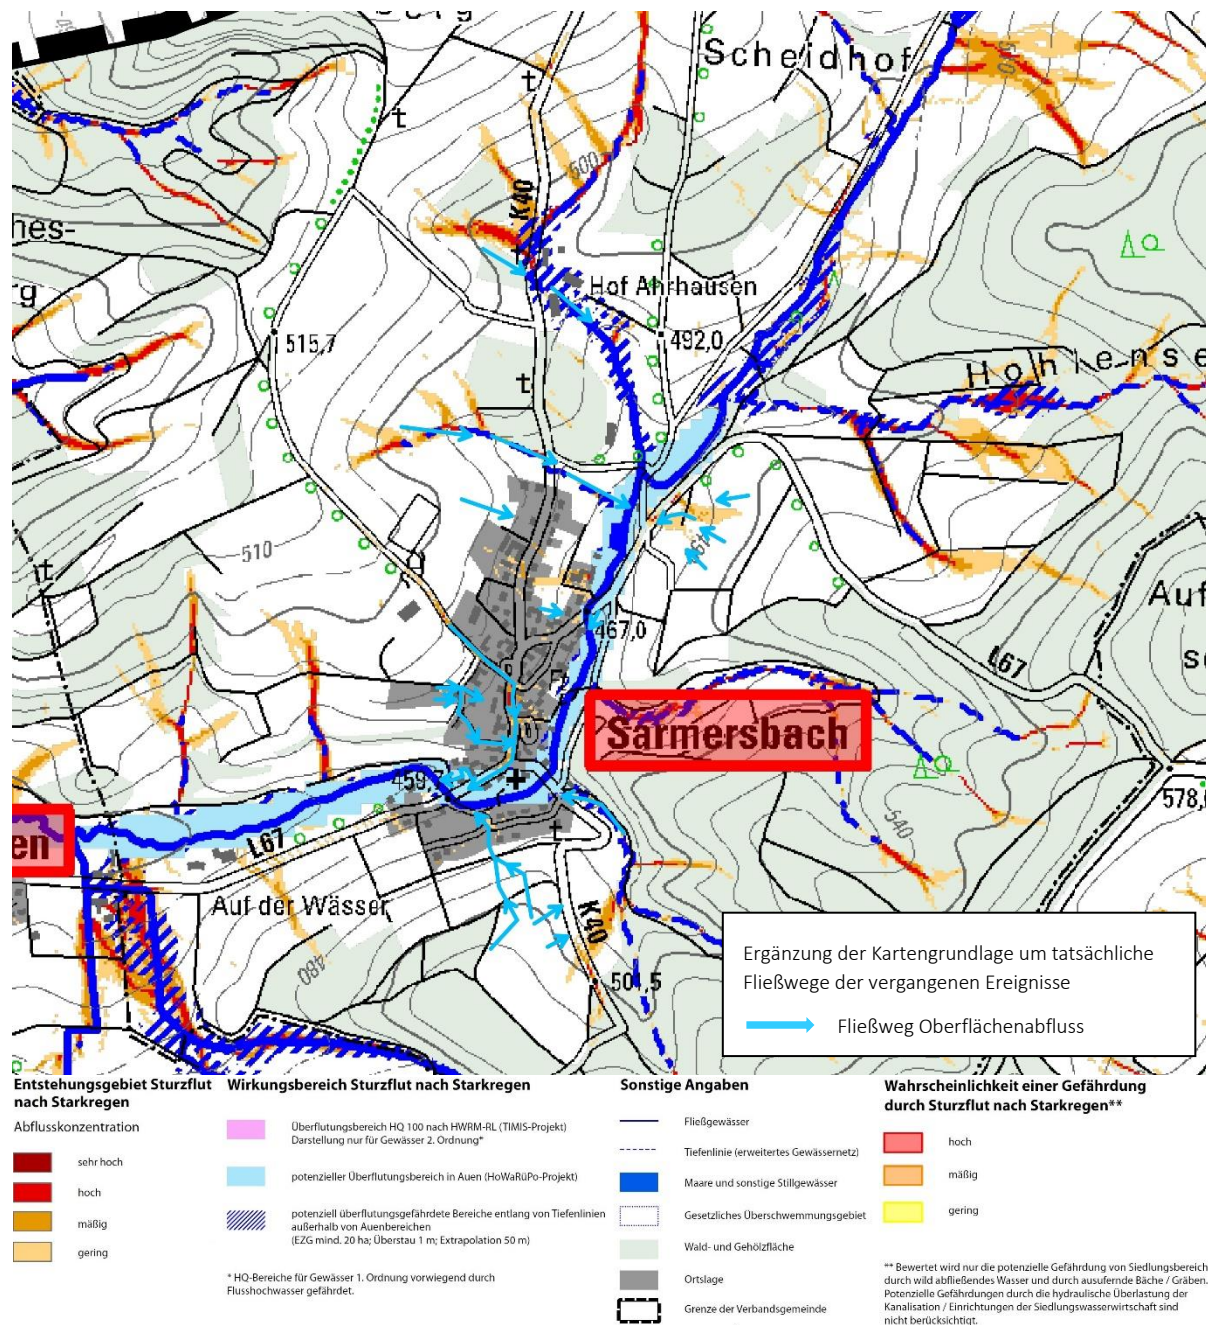 Scheidhof
t
t
500
K40
510
hes-
rg
Hof Ahrhausen
515,7
492,0
Hohlense
t
510
t
467,0
L67
Auf
Sarmersbach
459,7
578,
en
L67
540
t
Auf der Wässer
K40
480
501,5
Ergänzung der Kartengrundlage um tatsächliche
Fließwege der vergangenen Ereignisse
Fließweg Oberflächenabfluss
Entstehungsgebiet Sturzflut
nach Starkregen
Abflusskonzentration
sehr hoch
hoch
mäßig
gering
Wirkungsbereich Sturzflut nach Starkregen
Überflutungsbereich HQ 100 nach HWRM-RL (TIMIS-Projekt)
Darstellung nur für Gewässer 2. Ordnung*
potenzieller Überflutungsbereich in Auen (HoWaRüPo-Projekt)
potenziell überflutungsgefährdete Bereiche entlang von Tiefenlinien
außerhalb von Auenbereichen
(EZG mind. 20 ha; Überstau 1 m; Extrapolation 50 m)
* HQ-Bereiche für Gewässer 1. Ordnung vorwiegend durch
Flusshochwasser gefährdet.
Sonstige Angaben
Fließgewässer
Tiefenlinie (erweitertes Gewässernetz)
Maare und sonstige Stillgewässer
Gesetzliches Überschwemmungsgebiet
Wald- und Gehölzfläche
Ortslage
Grenze der Verbandsgemeinde
Wahrscheinlichkeit einer Gefährdung
durch Sturzflut nach Starkregen**
hoch
mäßig
gering
** Bewertet wird nur die potenzielle Gefährdung von Siedlungsbereich
durch wild abfließendes Wasser und durch ausufernde Bäche / Gräben.
Potenzielle Gefährdungen durch die hydraulische Überlastung der
Kanalisation / Einrichtungen der Siedlungswasserwirtschaft sind
nicht berücksichtigt.